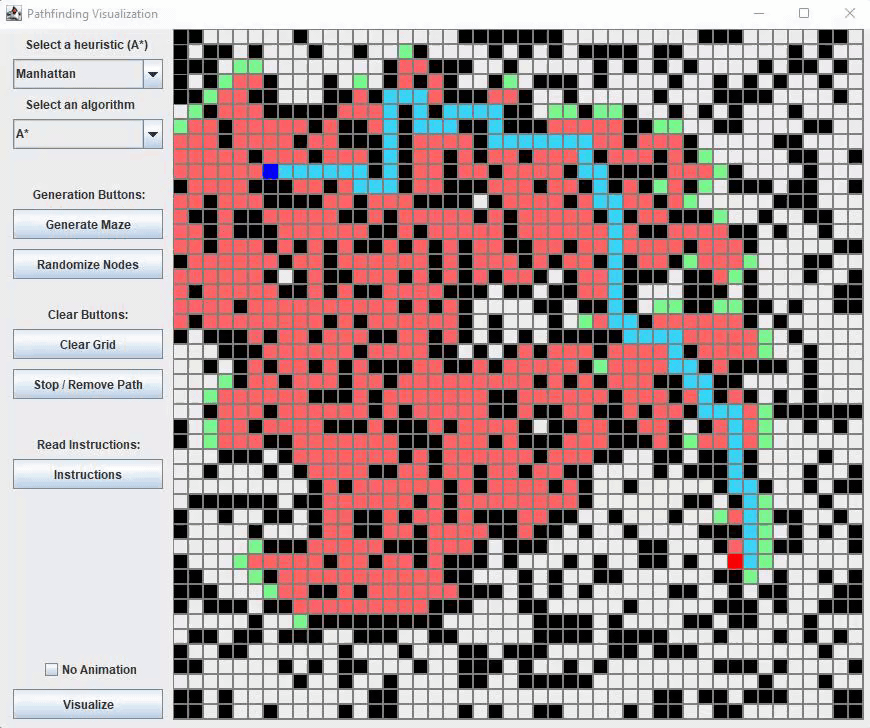 Pathfinding Visualization
Select a heuristic (A*)
Manhattan
Select an algorithm
A*
Generation Buttons:
Generate Maze
Randomize Nodes
Clear Buttons:
Clear Grid
Stop / Remove Path
Read Instructions:
Instructions
No Animation
Visualize